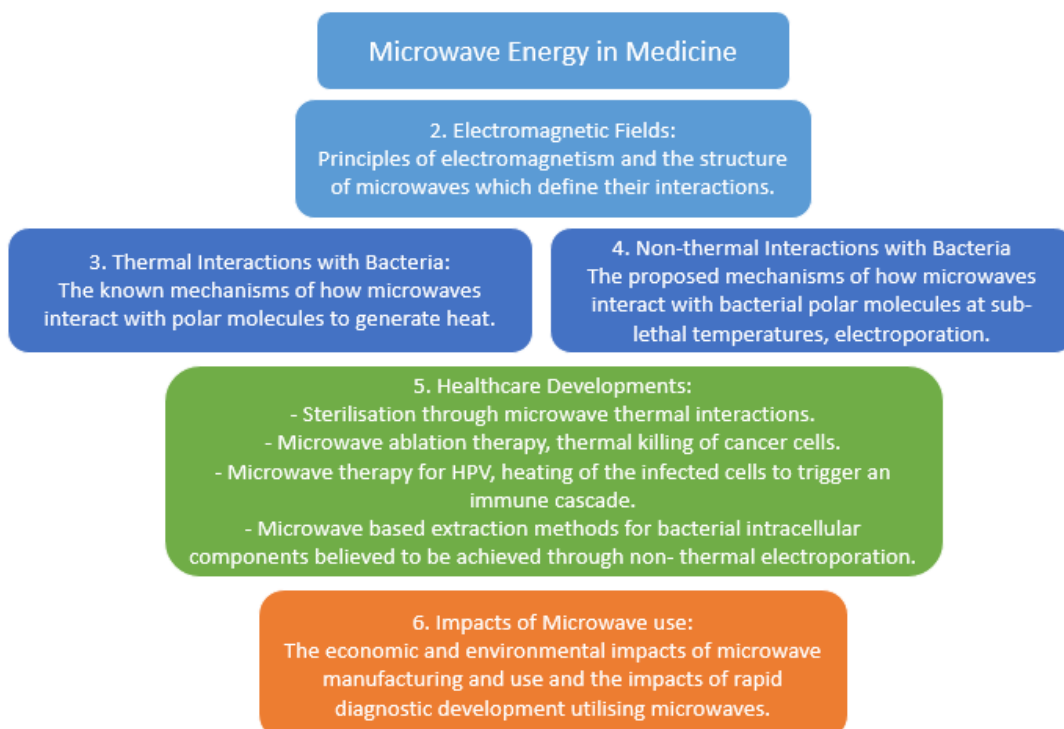 Microwave Energy in Medicine
2. Electromagnetic Fields:
Principles of electromagnetism and the structure
of microwaves which define their interactions.
3. Thermal Interactions with Bacteria:
The known mechanisms of how microwaves
interact with polar molecules to generate heat.
4. Non-thermal Interactions with Bacteria
The proposed mechanisms of how microwaves
interact with bacterial polar molecules at sub-
lethal temperatures, electroporation.
5. Healthcare Developments:
- Sterilisation through microwave thermal interactions.
- Microwave ablation therapy, thermal killing of cancer cells.
- Microwave therapy for HPV, heating of the infected cells to trigger an
immune cascade.
- Microwave based extraction methods for bacterial intracellular
components believed to be achieved through non- thermal electroporation.
6. Impacts of Microwave use:
The economic and environmental impacts of microwave
manufacturing and use and the impacts of rapid
diagnostic development utilising microwaves.